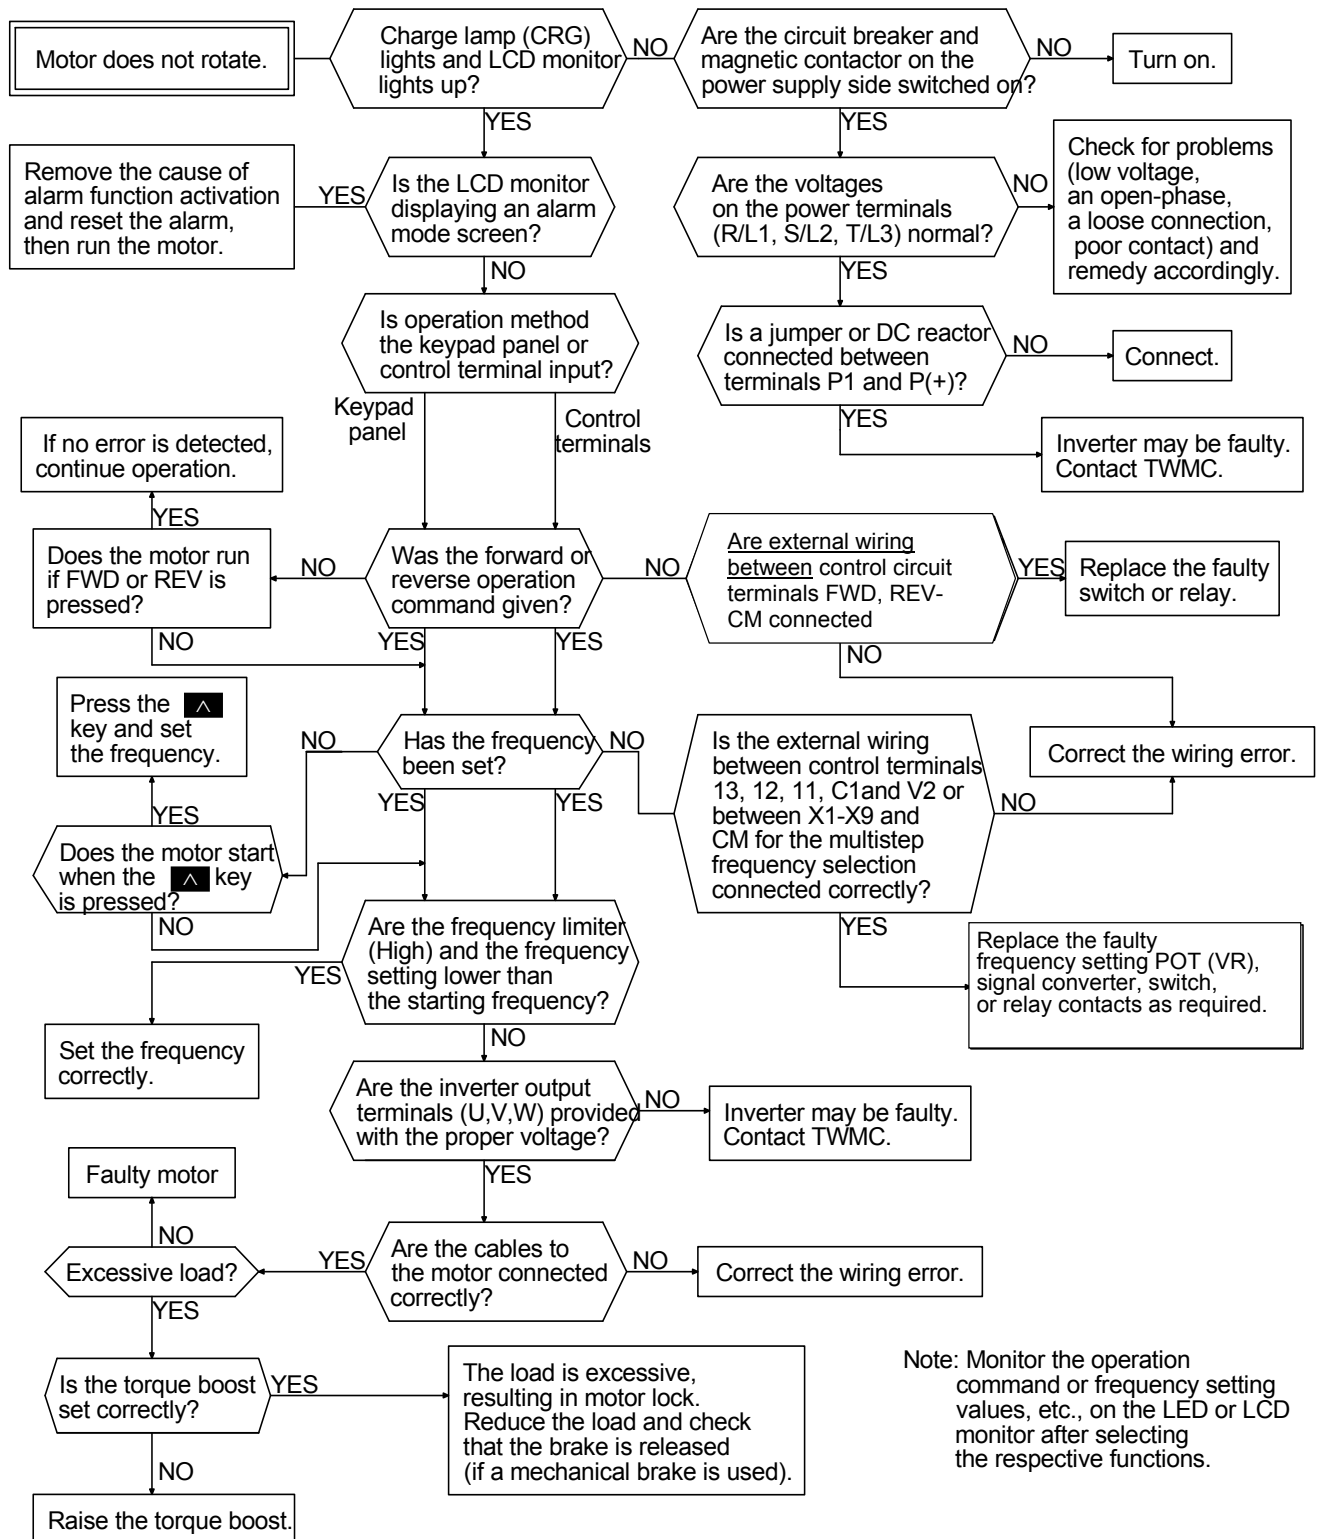 Motor does not rotate.
Charge lamp (CRG)
lights and LCD monitor
lights up?
NO
Are the circuit breaker and
magnetic contactor on the
power supply side switched on?
NO
Turn on.
YES
YES
Remove the cause of
alarm function activation
and reset the alarm,
then run the motor.
YES
Is the LCD monitor
displaying an alarm
mode screen?
Are the voltages
on the power terminals
(R/L1, S/L2, T/L3) normal?
NO
Check for problems
(low voltage,
an open-phase,
a loose connection,
poor contact) and
remedy accordingly.
NO
YES
Is operation method
the keypad panel or
control terminal input?
Is a jumper or DC reactor
connected between
terminals P1 and P(+)?
NO
Connect.
Keypad
panel
Control
terminals
YES
Inverter may be faulty.
Contact TWMC.
If no error is detected,
continue operation.
YES
Does the motor run
if FWD or REV is
pressed?
NO
Was the forward or
reverse operation
command given?
NO
Are external wiring
between control circuit
terminals FWD, REV-
CM connected
YES
Replace the faulty
switch or relay.
NO
YES
YES
NO
Press the ∧
key and set
the frequency.
NO
Has the frequency
been set?
NO
Is the external wiring
between control terminals
13, 12, 11, C1and V2 or
between X1-X9 and
CM for the multistep
frequency selection
connected correctly?
NO
Correct the wiring error.
YES
YES
YES
Does the motor start
when the ∧ key
is pressed?
NO
YES
Are the frequency limiter
(High) and the frequency
setting lower than
the starting frequency?
YES
Replace the faulty
frequency setting POT (VR),
signal converter, switch,
or relay contacts as required.
Set the frequency
correctly.
NO
Are the inverter output
terminals (U,V,W) provided
with the proper voltage?
NO
Inverter may be faulty.
Contact TWMC.
YES
Faulty motor
NO
Excessive load?
YES
Are the cables to
the motor connected
correctly?
NO
Correct the wiring error.
YES
Is the torque boost
set correctly?
YES
The load is excessive,
resulting in motor lock.
Reduce the load and check
that the brake is released
(if a mechanical brake is used).
NO
Raise the torque boost.
Note: Monitor the operation
command or frequency setting
values, etc., on the LED or LCD
monitor after selecting
the respective functions.